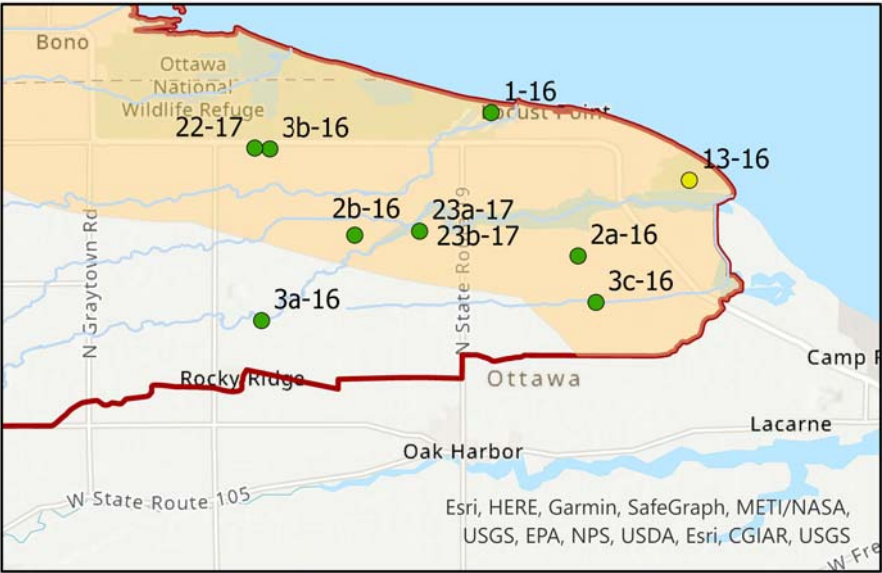 Bono
Ottawa
National
Wildlife Refuge
1-16
Locust Point
22-17
3b-16
13-16
2b-16
23a-17
23b-17
2a-16
3c-16
3a-16
N Graytown Rd
N State Route 9
Rocky Ridge
Ottawa
Camp F
Lacarne
Oak Harbor
W State Route 105
Esri, HERE, Garmin, SafeGraph, METI/NASA,
USGS, EPA, NPS, USDA, Esri, CGIAR, USGS
W Fre